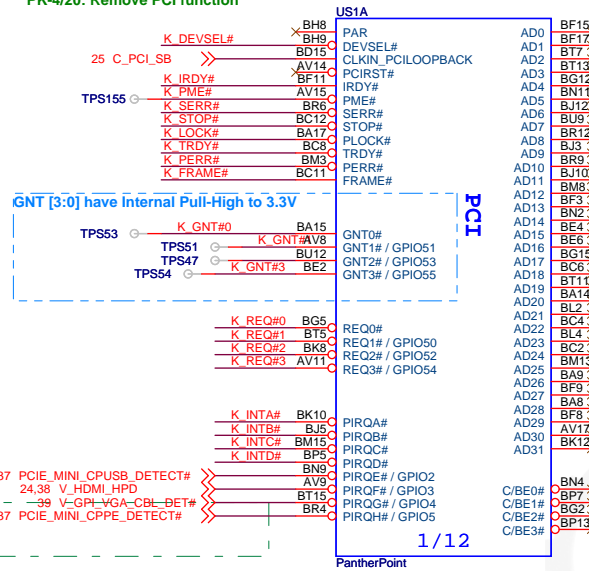 PR-4/20: Remove PCI function
US1A
K_DEVSEL#
25 C_PCI_SB
K_IRDY#
K_PME#
TPS155
K_SERR#
K_STOP#
K_LOCK#
K_TRDY#
K_PERR#
K_FRAME#
BH8
BH9
BD15
AV14
BF11
AV15
BR6
BC12
BA17
BC8
BM3
BC11
PAR
DEVSEL#
CLKIN_PCILOOPBACK
PCIRST#
IRDY#
PME#
SERR#
STOP#
PLOCK#
TRDY#
PERR#
FRAME#
GNT [3:0] have Internal Pull-High to 3.3V
TPS53 K_GNT#0 BA15 GNT0#
TPS51 K_GNT# AV8 GNT1# / GPIO51
TPS47 BU12 GNT2# / GPIO53
TPS54 K_GNT#3 BE2 GNT3# / GPIO55
PCI
K_REQ#0 BG5 REQ0#
K_REQ#1 BT5 REQ1# / GPIO50
K_REQ#2 BK8 REQ2# / GPIO52
K_REQ#3 AV11 REQ3# / GPIO54
K_INTA# BK10 PIRQA#
K_INTB# BJ5 PIRQB#
K_INTC# BM15 PIRQC#
K_INTD# BP5 PIRQD#
37 PCIE_MINI_CPUSB_DETECT# BN9 PIRQE# / GPIO2
24,38 V_HDMI_HPD AV9 PIRQF# / GPIO3
39 V_GPI_VGA_CBL_DET# BT15 PIRQG# / GPIO4
37 PCIE_MINI_CPPE_DETECT# BR4 PIRQH# / GPIO5
AD0 BF15
AD1 BF17
AD2 BT7
AD3 BT13
AD4 BG12
AD5 BN11
AD6 BJ12
AD7 BU9
AD8 BR12
AD9 BJ3
AD10 BR9
AD11 BJ10
AD12 BM8
AD13 BF3
AD14 BN2
AD15 BE4
AD16 BE6
AD17 BG15
AD18 BC6
AD19 BT11
AD20 BA14
AD21 BL2
AD22 BC4
AD23 BL4
AD24 BC2
AD25 BM13
AD26 BA9
AD27 BF9
AD28 BA8
AD29 BF8
AD30 AV17
AD31 BK12
C/BE0# BN4
C/BE1# BP7
C/BE2# BG2
C/BE3# BP13
1/12
PantherPoint